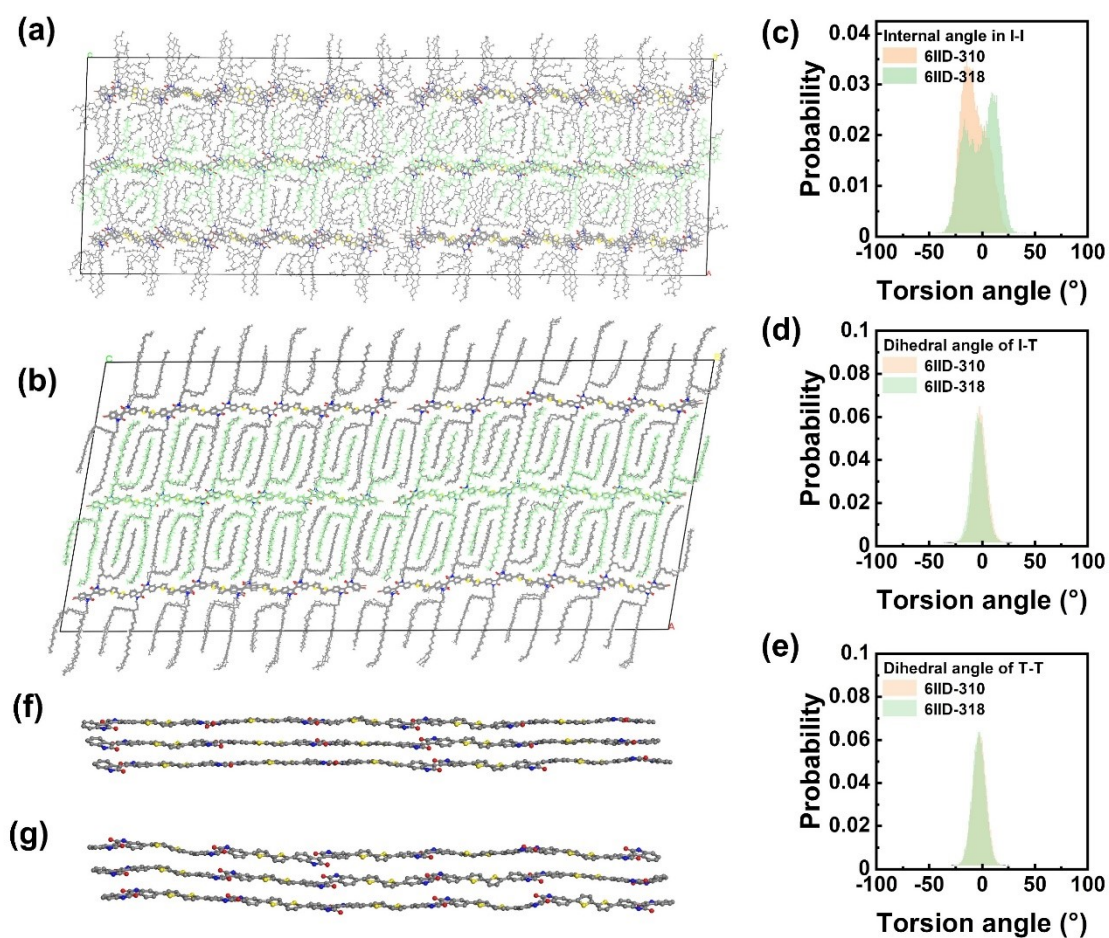 (a)
(b)
(f)
(g)
(c)
Internal angle in I-I
6IID-310
6IID-318
Probability
0.04
0.03
0.02
0.01
0
-100 -50 0 50 100
Torsion angle (°)
(d)
Dihedral angle of I-T
6IID-310
6IID-318
Probability
0.1
0.08
0.06
0.04
0.02
0
-100 -50 0 50 100
Torsion angle (°)
(e)
Dihedral angle of T-T
6IID-310
6IID-318
Probability
0.1
0.08
0.06
0.04
0.02
0
-100 -50 0 50 100
Torsion angle (°)